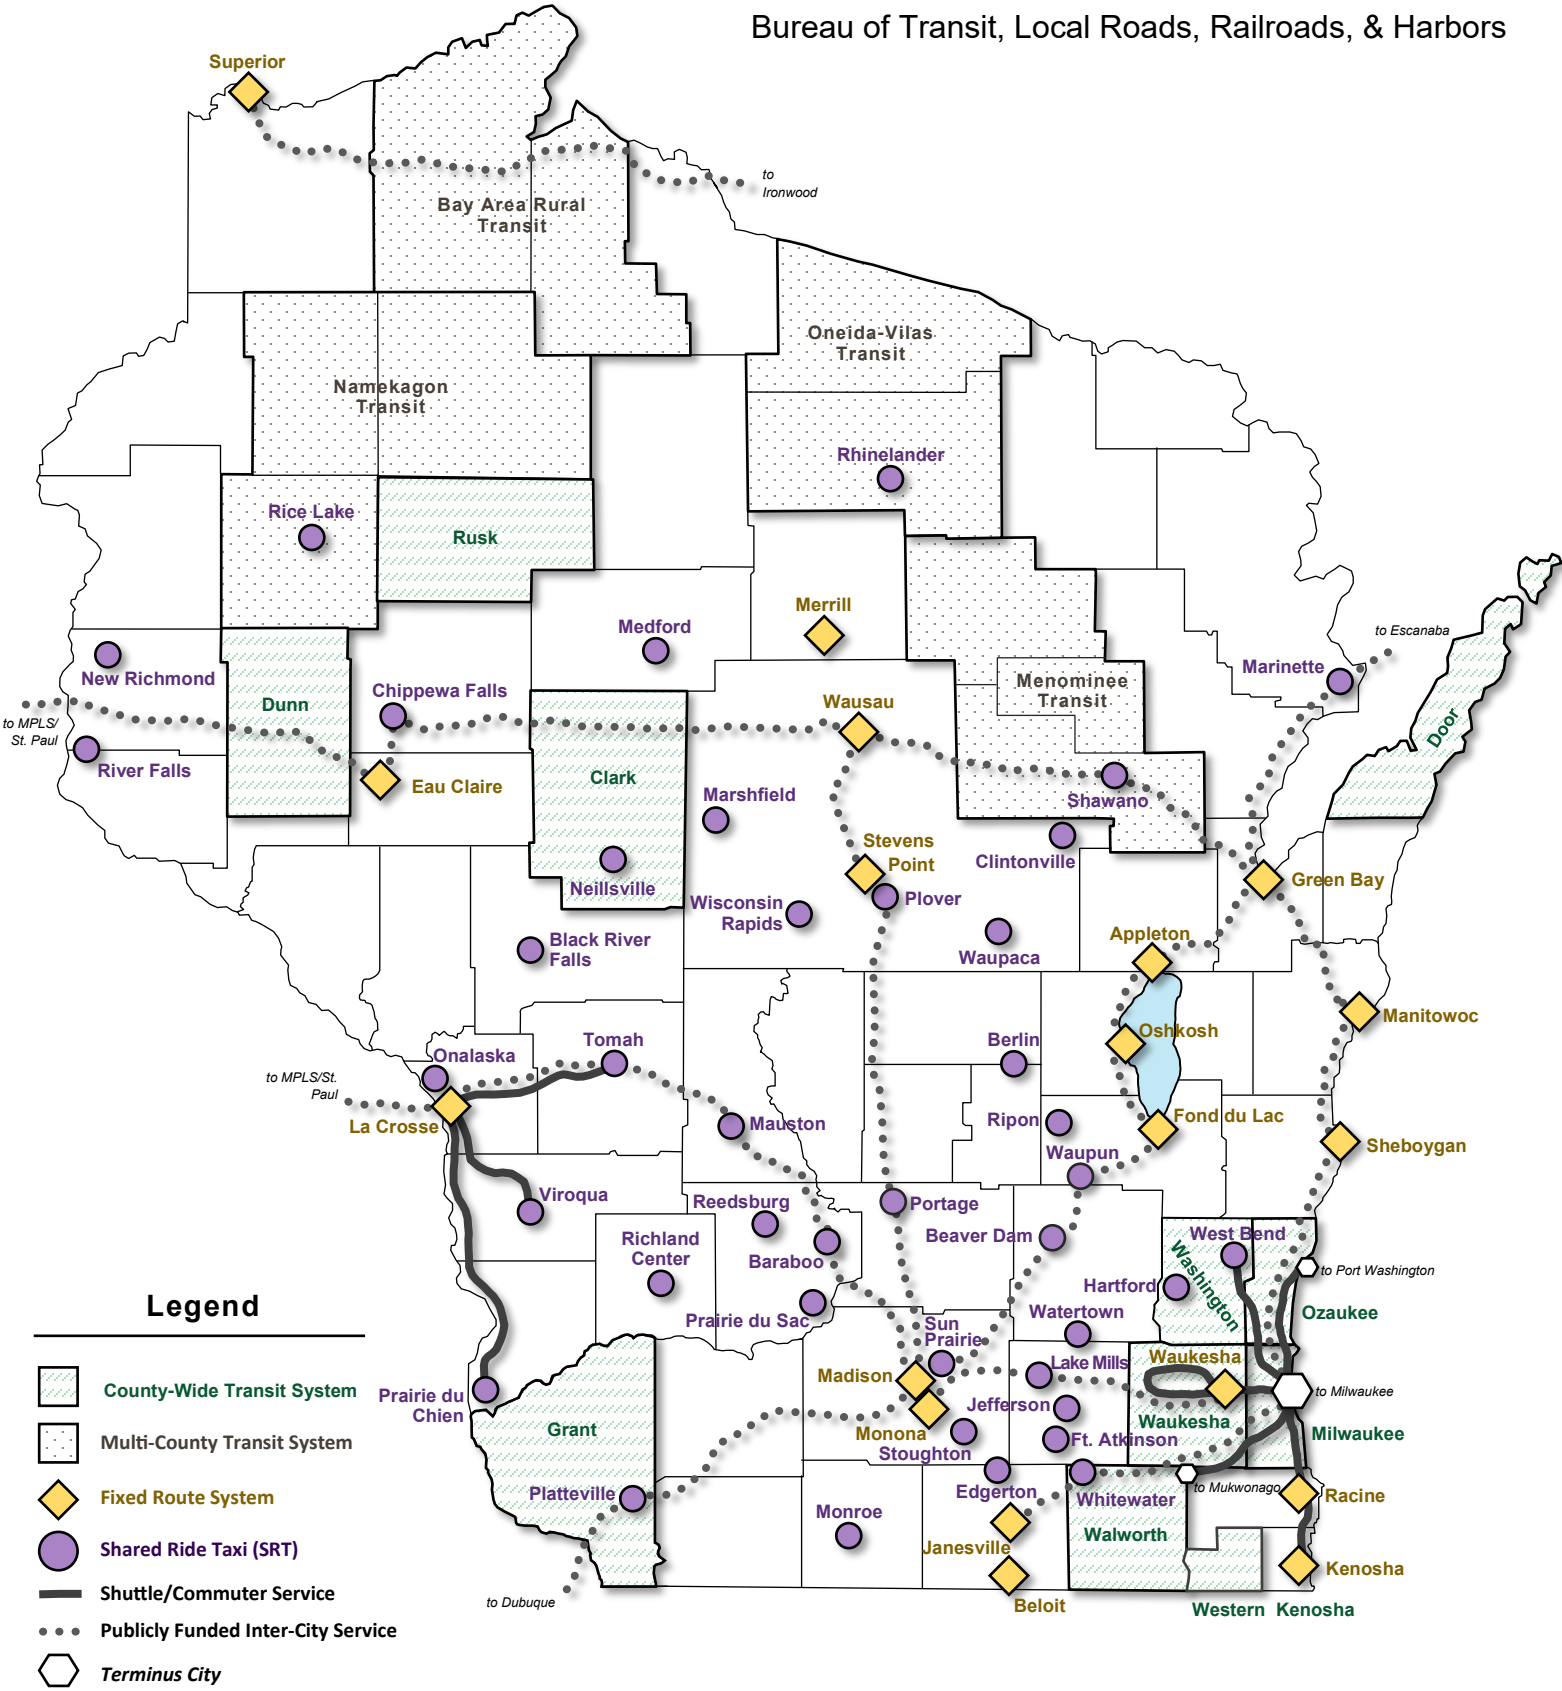 Bureau of Transit, Local Roads, Railroads, & Harbors
Superior
to
Ironwood
Bay Area Rural
Transit
Oneida-Vilas
Transit
Namekagon
Transit
Rhinelander
Rice Lake
Rusk
Merrill
Medford
to Escanaba
Marinette
New Richmond
Chippewa Falls
Menominee
Transit
Dunn
Wausau
to MPLS/
St. Paul
Door
River Falls
Eau Claire
Clark
Marshfield
Shawano
Stevens
Point
Clintonville
Neillsville
Green Bay
Wisconsin
Rapids
Plover
Appleton
Black River
Falls
Waupaca
Manitowoc
Oshkosh
Tomah
Berlin
Onalaska
to MPLS/St.
Paul
La Crosse
Mauston
Ripon
Fond du Lac
Sheboygan
Waupun
Viroqua
Reedsburg
Portage
Beaver Dam
West Bend
Washington
Richland
Center
Baraboo
to Port Washington
Hartford
Ozaukee
Prairie du Sac
Watertown
Sun
Prairie
Lake Mills
Waukesha
Madison
to Milwaukee
Prairie du
Chien
Jefferson
Waukesha
Grant
Monona
Ft. Atkinson
Milwaukee
Stoughton
Platteville
Edgerton
Whitewater
to Mukwonago
Racine
Monroe
Janesville
Walworth
Kenosha
to Dubuque
Beloit
Western Kenosha
Legend
County-Wide Transit System
Multi-County Transit System
Fixed Route System
Shared Ride Taxi (SRT)
Shuttle/Commuter Service
Publicly Funded Inter-City Service
Terminus City